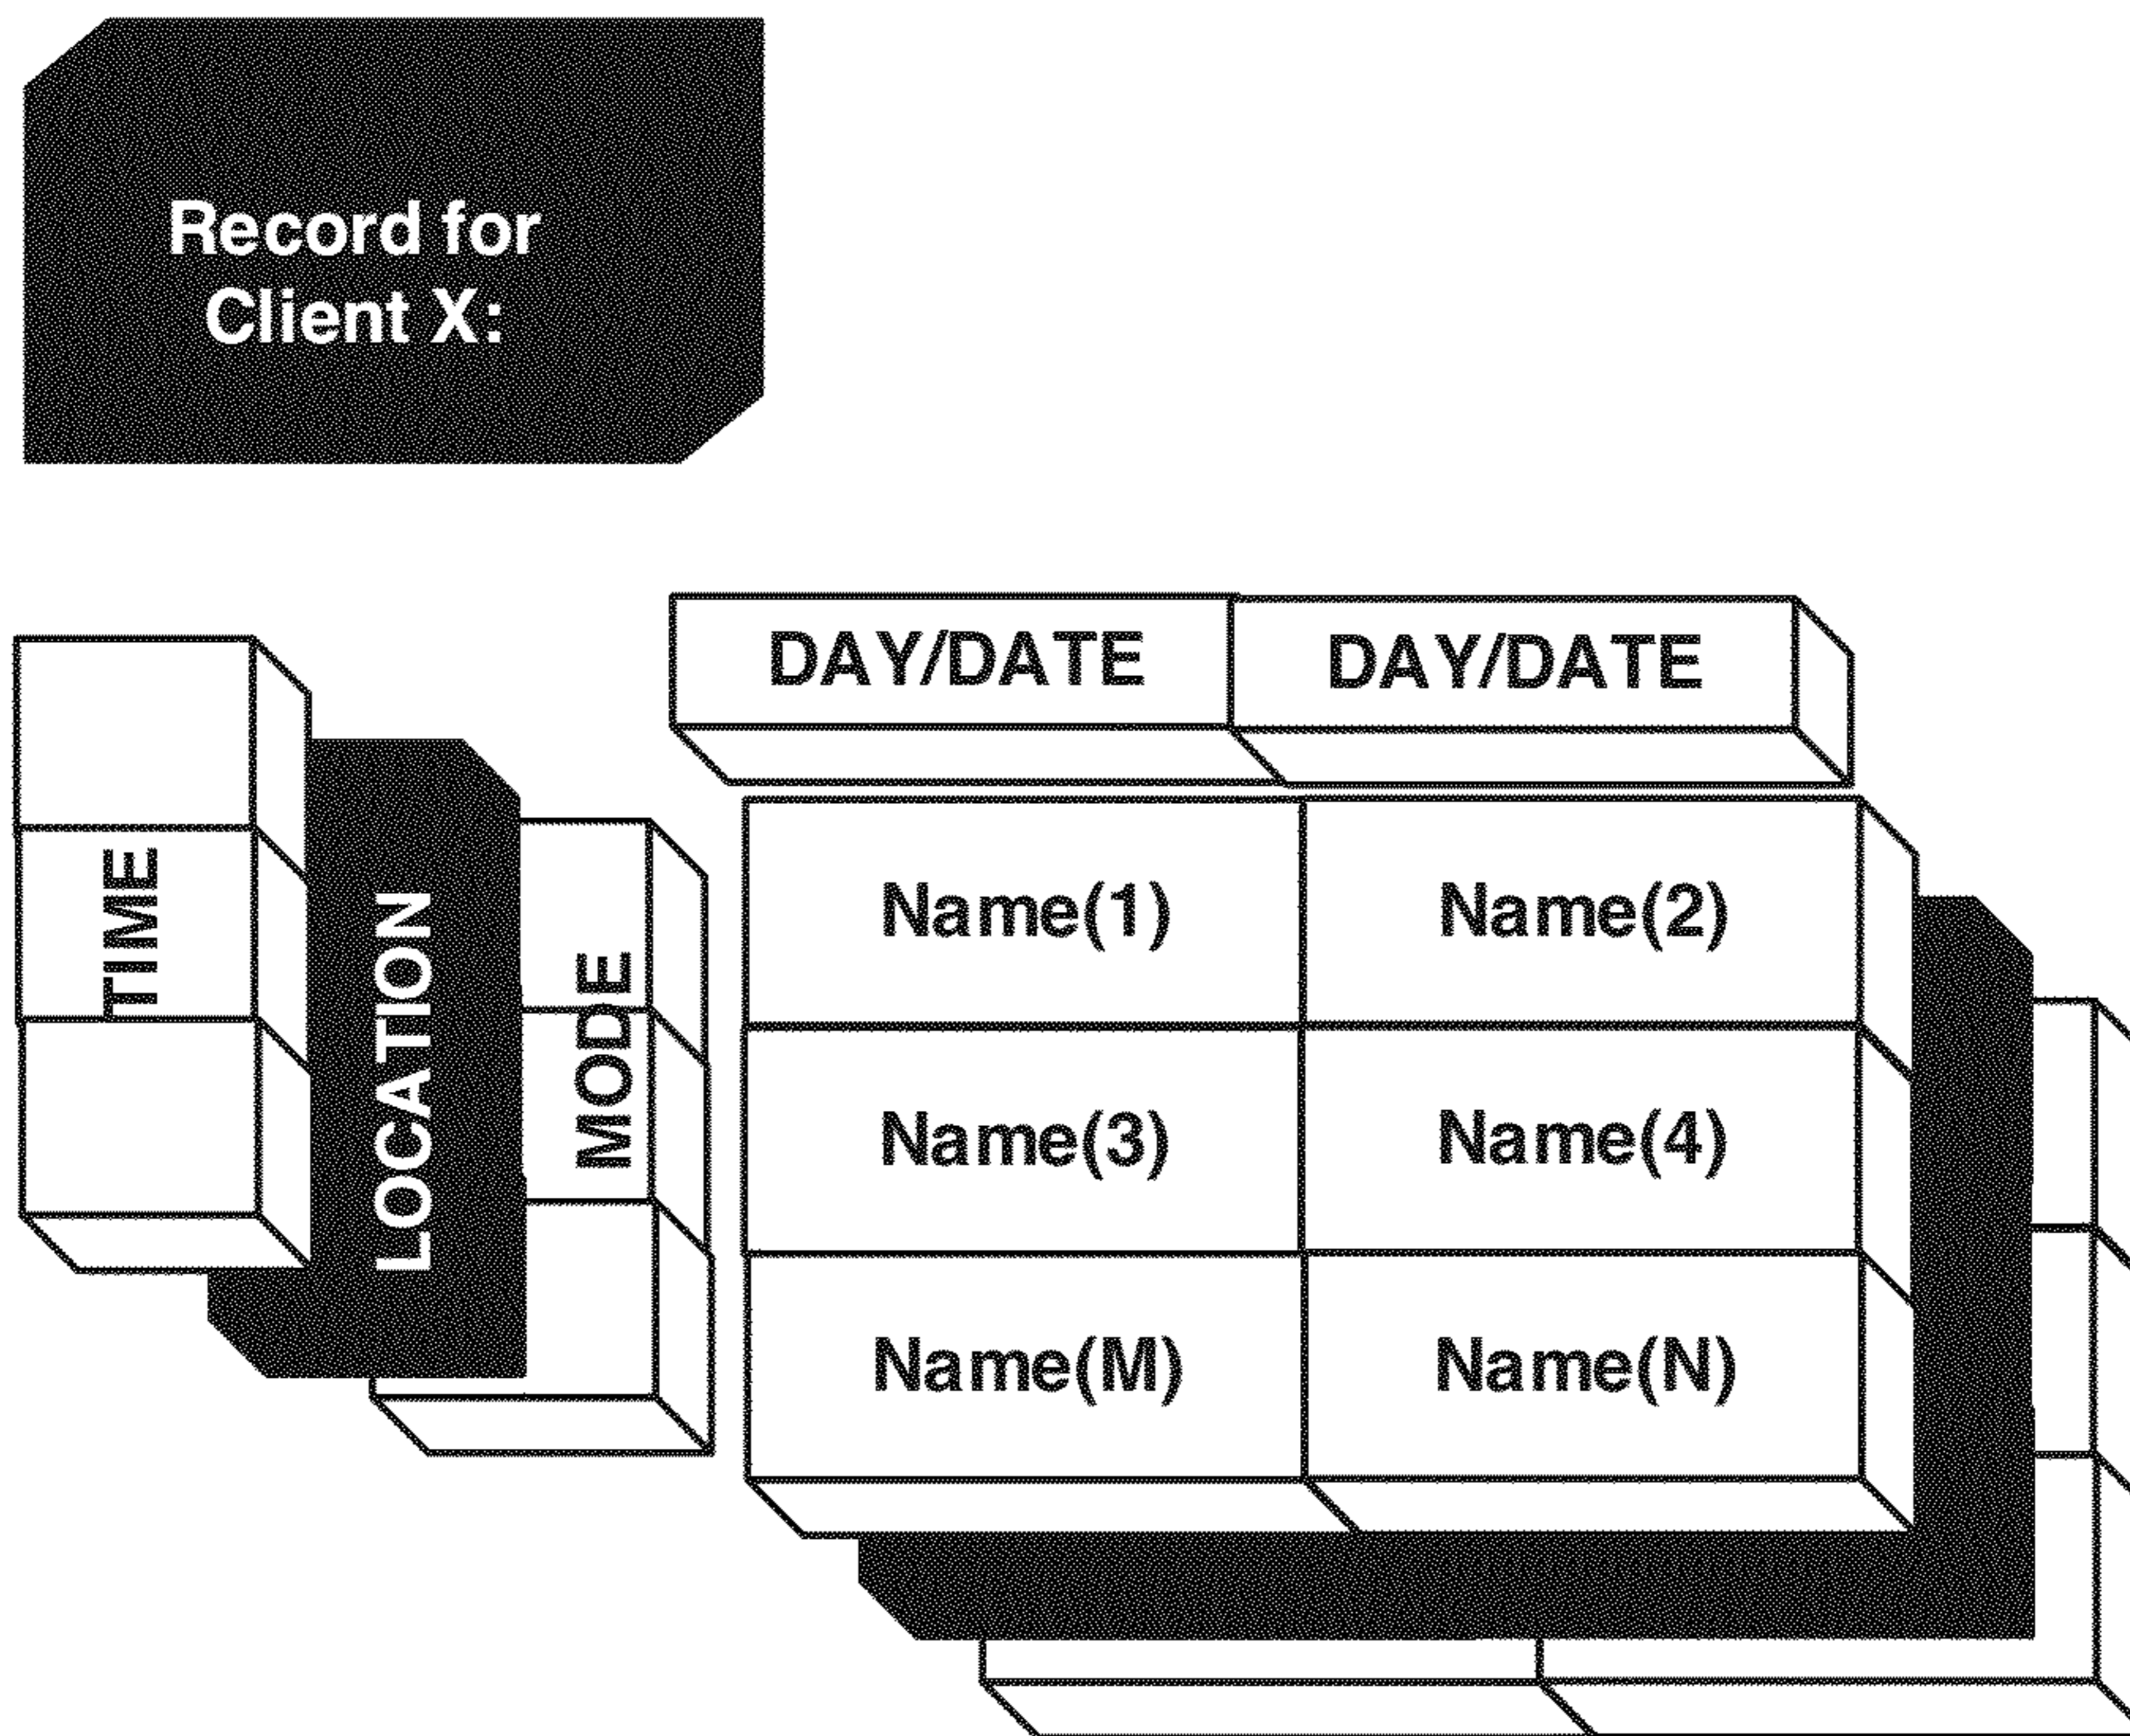 Record for
Client X:
DAY/DATE DAY/DATE
TIME
LOCATION
MODE
Name(1) Name(2)
Name(3) Name(4)
Name(M) Name(N)